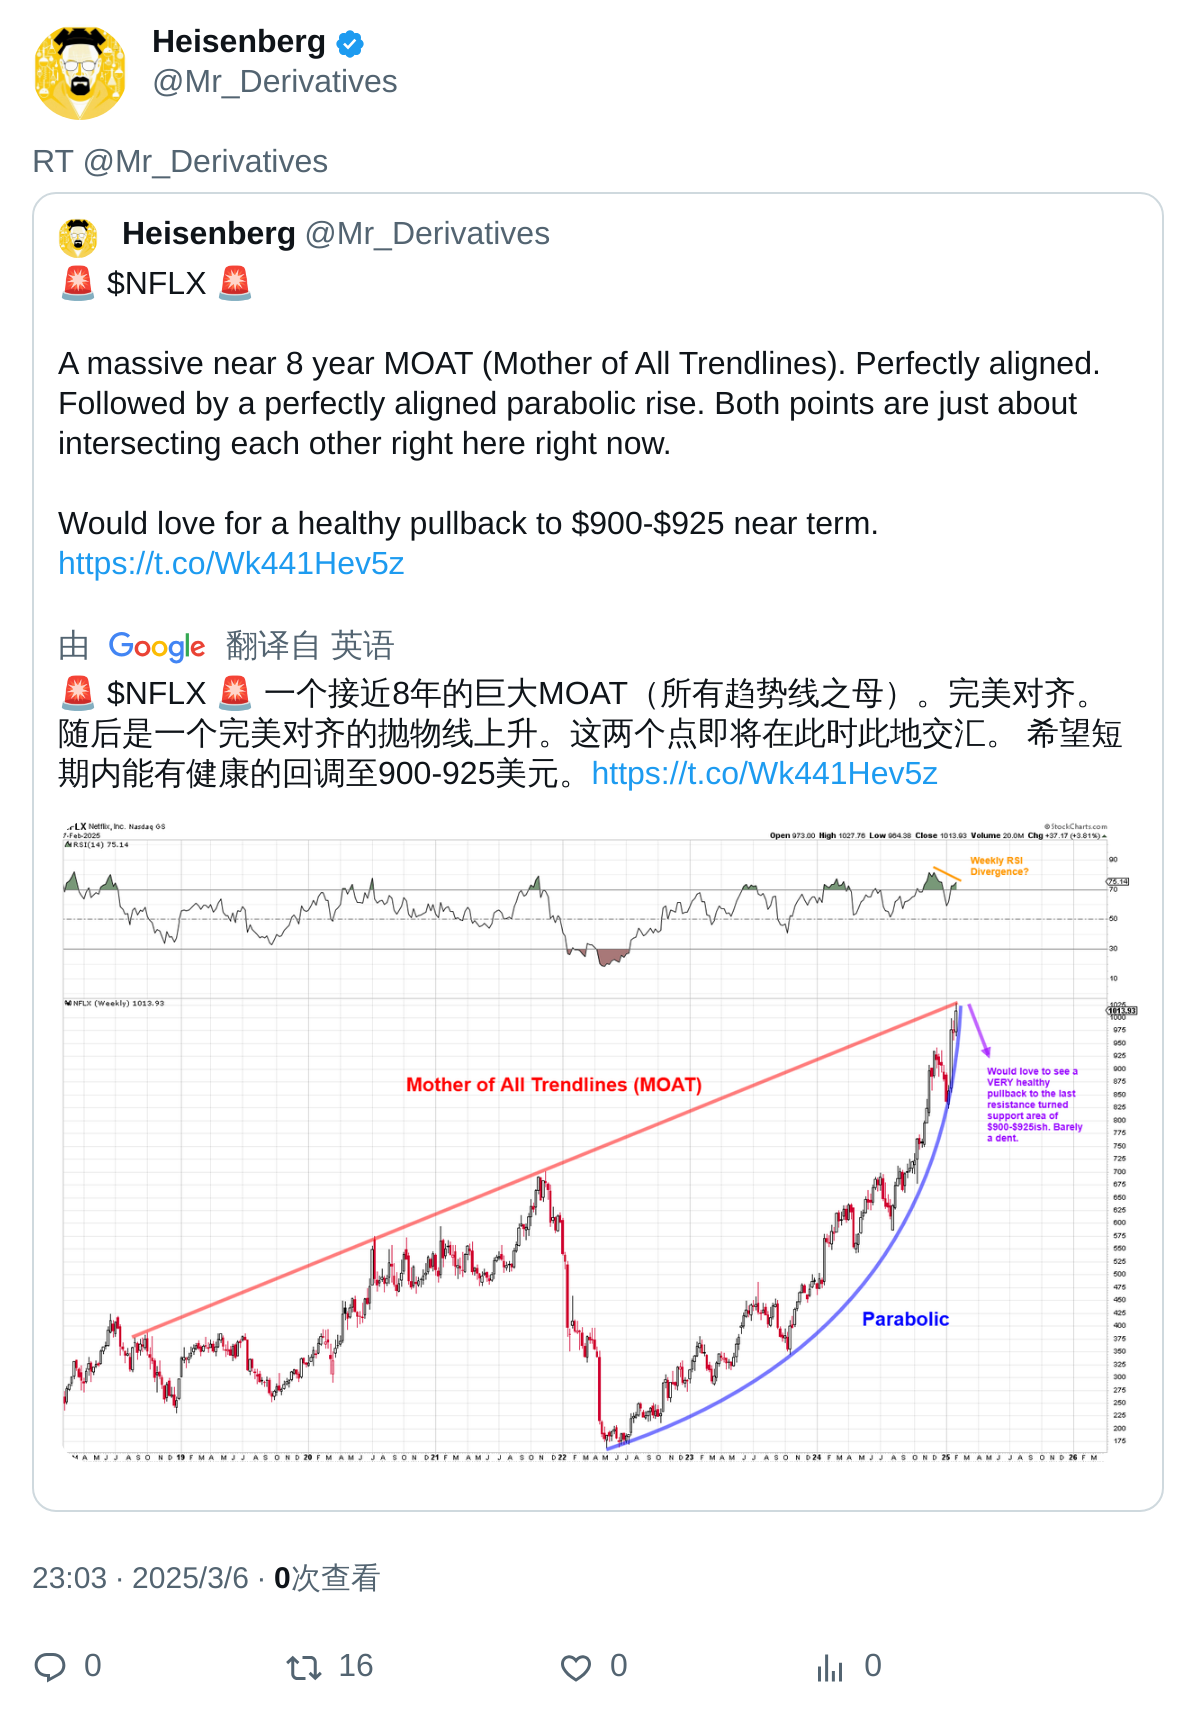 Heisenberg
@Mr_Derivatives
RT @Mr_Derivatives
Heisenberg @Mr_Derivatives
🚨 $NFLX 🚨
A massive near 8 year MOAT (Mother of All Trendlines). Perfectly aligned.
Followed by a perfectly aligned parabolic rise. Both points are just about
intersecting each other right here right now.
Would love for a healthy pullback to $900-$925 near term.
https://t.co/Wk441Hev5z
由 Google 翻译自 英语
🚨 $NFLX 🚨 一个接近8年的巨大MOAT（所有趋势线之母）。完美对齐。
随后是一个完美对齐的抛物线上升。这两个点即将在此时此地交汇。 希望短
期内能有健康的回调至900-925美元。https://t.co/Wk441Hev5z
FLX Netflix, Inc. Nasdaq GS
© StockCharts.com
7-Feb-2025
Open 973.00 High 1027.76 Low 964.38 Close 1013.93 Volume 20.0M Chg +37.17 (+3.81%)
RSI(14) 75.14
90
Weekly RSI
Divergence?
75.14
70
50
30
10
NFLX (Weekly) 1013.93
1025
1013.93
1000
975
950
925
900
875
850
825
800
775
750
725
700
675
650
625
600
575
550
525
500
475
450
425
400
375
350
325
300
275
250
225
200
175
Mother of All Trendlines (MOAT)
Would love to see a
VERY healthy
pullback to the last
resistance turned
support area of
$900-$925ish. Barely
a dent.
Parabolic
M A M J J A S O N D 19 F M A M J J A S O N D 20 F M A M J J A S O N D 21 F M A M J J A S O N D 22 F M A M J J A S O N D 23 F M A M J J A S O N D 24 F M A M J J A S O N D 25 F M A M J J A S O N D 26 F M
23:03 · 2025/3/6 · 0次查看
0 16 0 0